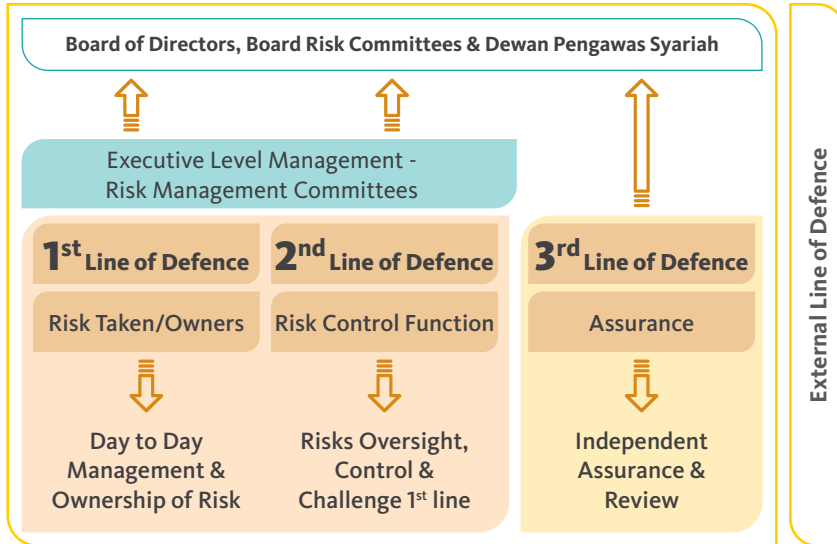 Board of Directors, Board Risk Committees & Dewan Pengawas Syariah
Executive Level Management -
Risk Management Committees
1st Line of Defence
Risk Taken/Owners
Day to Day
Management &
Ownership of Risk
2nd Line of Defence
Risk Control Function
Risks Oversight,
Control &
Challenge 1st line
3rd Line of Defence
Assurance
Independent
Assurance &
Review
External Line of Defence